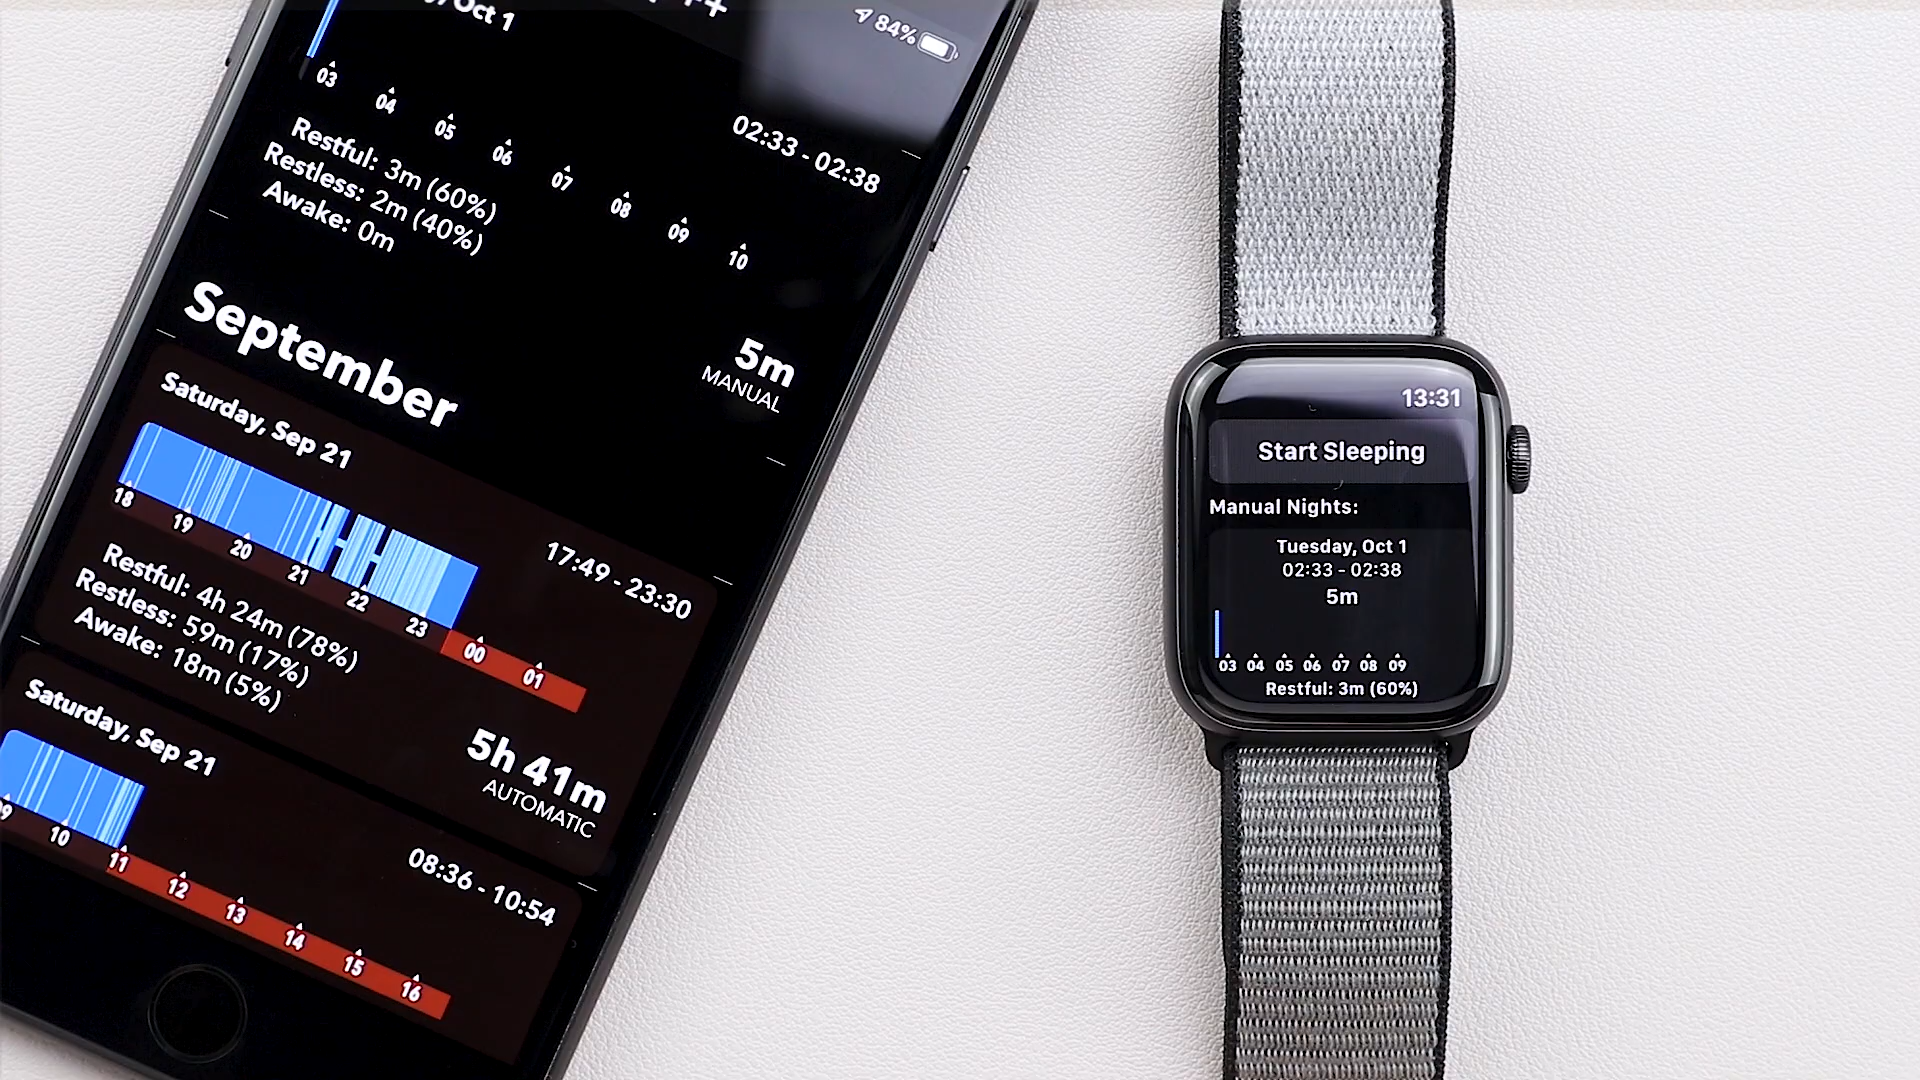 Oct 1
84%
03 04 05 06 07 08 09 10
02:33 - 02:38
Restful: 3m (60%)
Restless: 2m (40%)
Awake: 0m
5m
MANUAL
September
Saturday, Sep 21
18 19 20 21 22 23 00 01
17:49 - 23:30
Restful: 4h 24m (78%)
Restless: 59m (17%)
Awake: 18m (5%)
5h 41m
AUTOMATIC
Saturday, Sep 21
09 10 11 12 13 14 15 16
08:36 - 10:54
13:31
Start Sleeping
Manual Nights:
Tuesday, Oct 1
02:33 - 02:38
5m
03 04 05 06 07 08 09
Restful: 3m (60%)